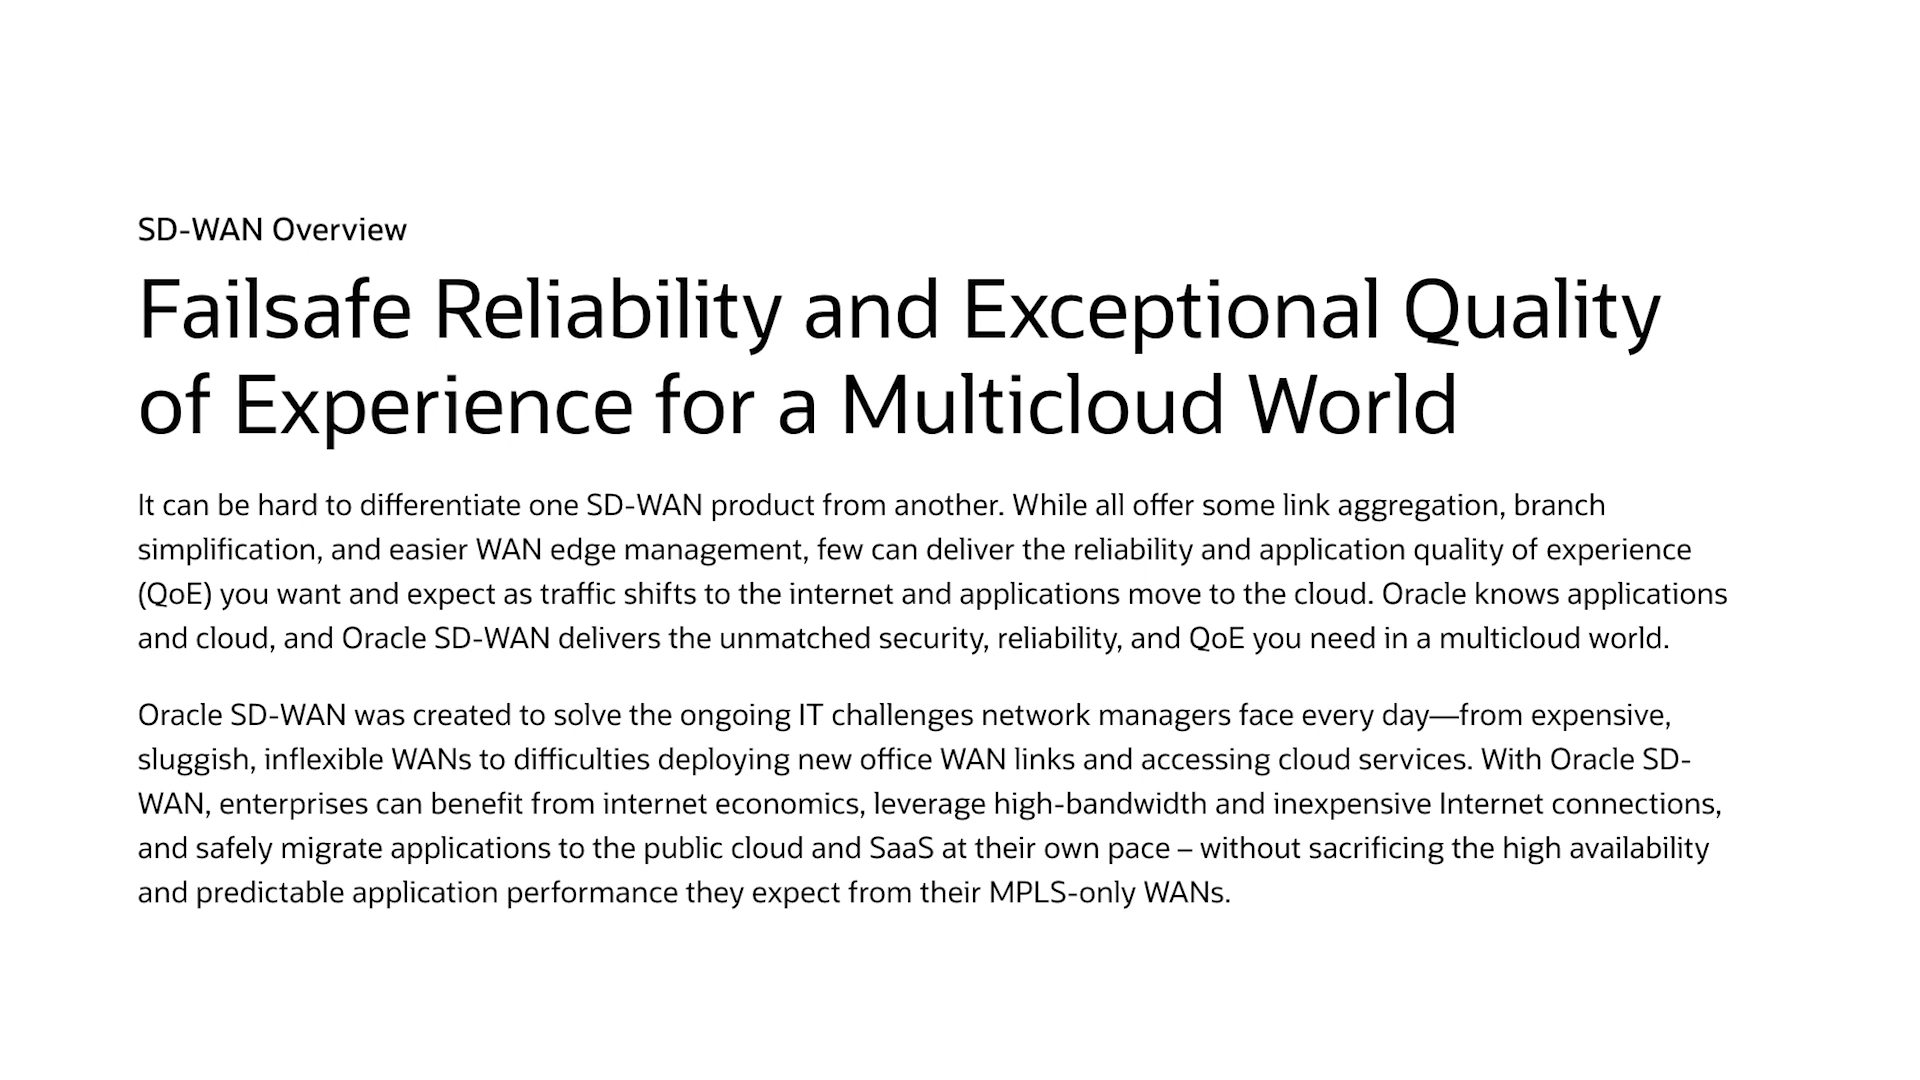 SD-WAN Overview
Failsafe Reliability and Exceptional Quality
of Experience for a Multicloud World
It can be hard to differentiate one SD-WAN product from another. While all offer some link aggregation, branch
simplification, and easier WAN edge management, few can deliver the reliability and application quality of experience
(QoE) you want and expect as traffic shifts to the internet and applications move to the cloud. Oracle knows applications
and cloud, and Oracle SD-WAN delivers the unmatched security, reliability, and QoE you need in a multicloud world.
Oracle SD-WAN was created to solve the ongoing IT challenges network managers face every day—from expensive,
sluggish, inflexible WANs to difficulties deploying new office WAN links and accessing cloud services. With Oracle SD-
WAN, enterprises can benefit from internet economics, leverage high-bandwidth and inexpensive Internet connections,
and safely migrate applications to the public cloud and SaaS at their own pace – without sacrificing the high availability
and predictable application performance they expect from their MPLS-only WANs.